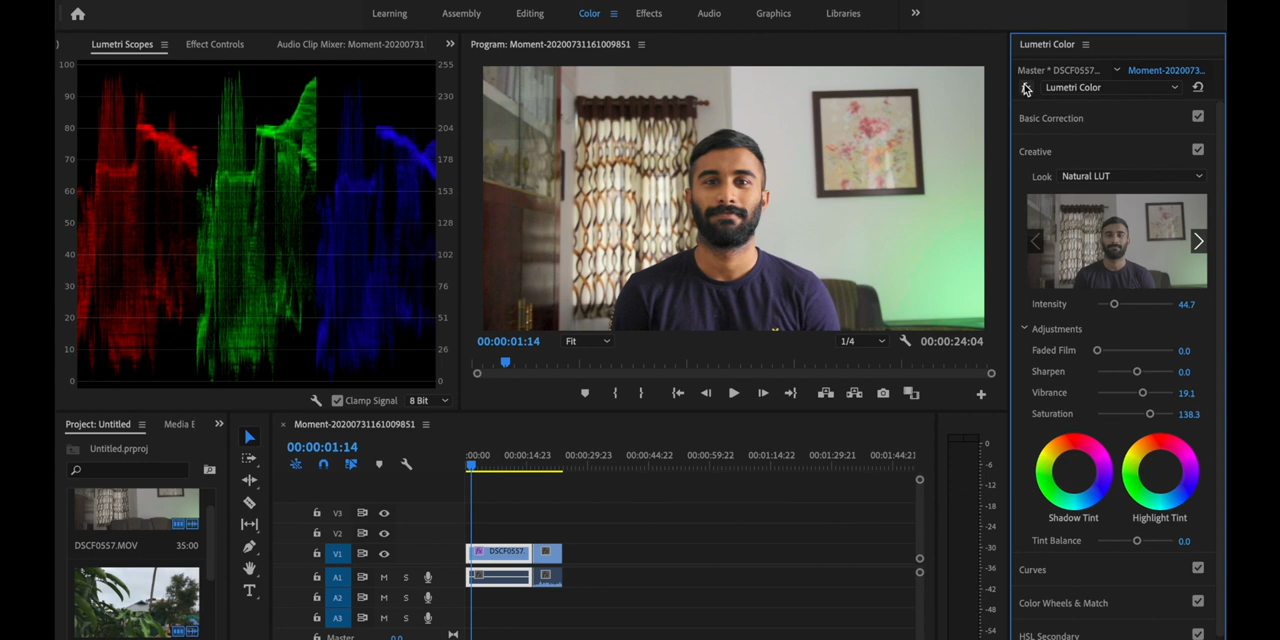 Learning Assembly Editing Color Effects Audio Graphics Libraries
Lumetri Scopes Effect Controls Audio Clip Mixer: Moment-20200731
100 90 80 70 60 50 40 30 20 10 0
255 230 204 178 153 128 102 76 51 26 0
Clamp Signal 8 Bit
Program: Moment-20200731161009851
00:00:01:14 Fit 1/4 00:00:24:04
Lumetri Color
Master * DSCF0557... Moment-2020073...
Lumetri Color
Basic Correction
Creative
Look Natural LUT
Intensity 44.7
Adjustments
Faded Film 0.0
Sharpen 0.0
Vibrance 19.1
Saturation 138.3
Shadow Tint Highlight Tint
Tint Balance 0.0
Curves
Color Wheels & Match
HSL Secondary
Project: Untitled Media E
Untitled.prproj
DSCF0557.MOV 35:00
Moment-20200731161009851
00:00:01:14
:00:00 00:00:14:23 00:00:29:23 00:00:44:22 00:00:59:22 00:01:14:22 00:01:29:21 00:01:44:21
V3
V2
V1 DSCF0557.
A1 M S
A2 M S
A3 M S
Master 0.0
0
-6
-12
-18
-24
-30
-36
-42
-48
-54